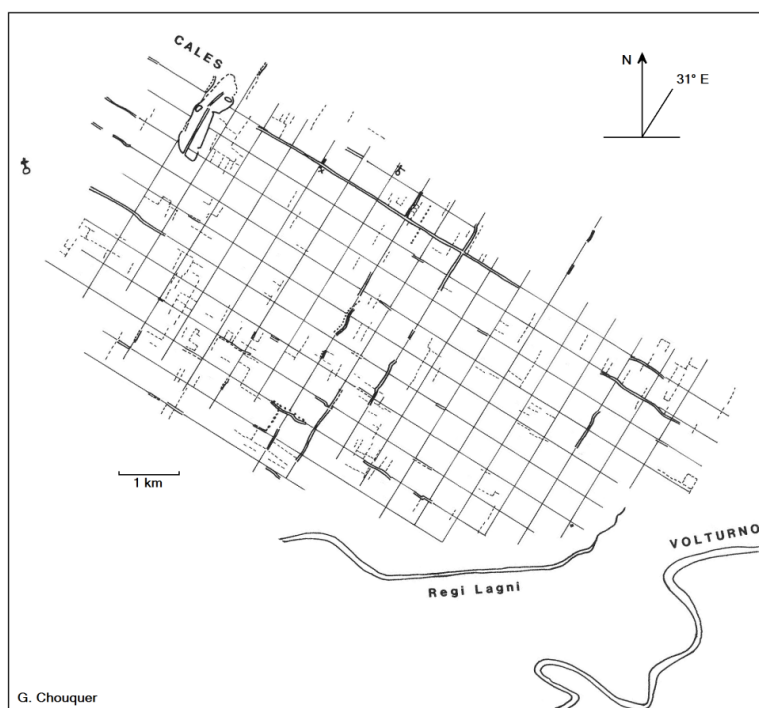 CALES
N
31° E
1 km
VOLTURNO
Regi Lagni
G. Chouquer